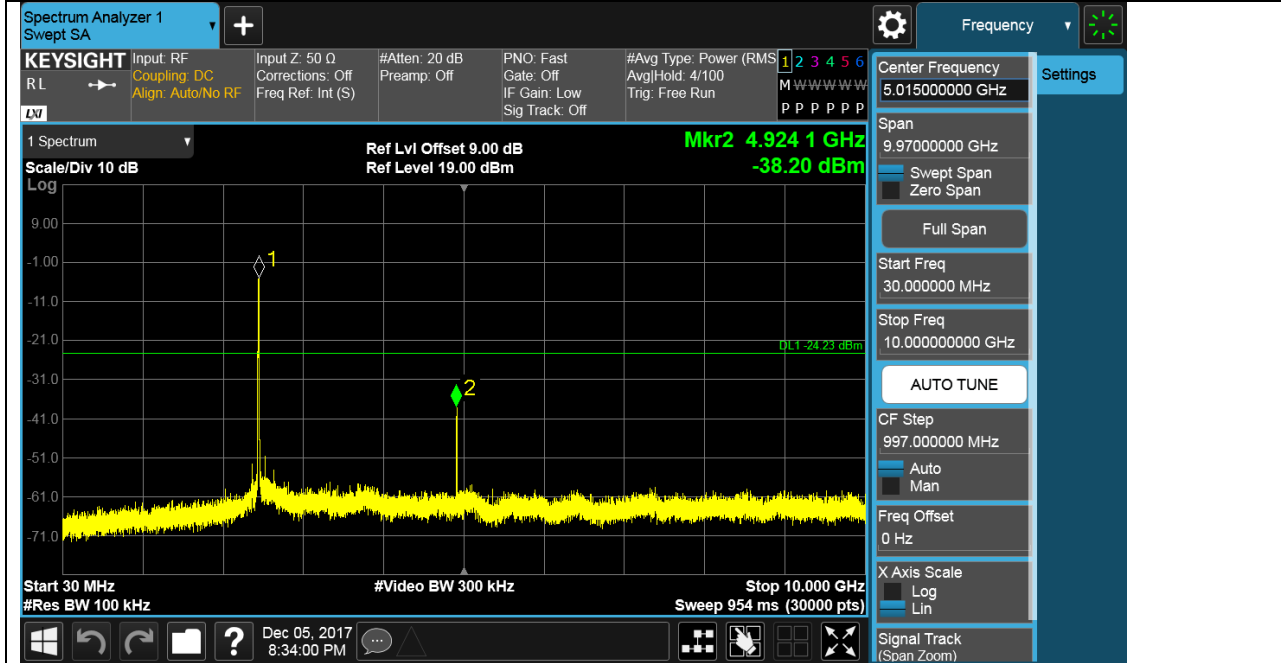 Spectrum Analyzer 1
Swept SA
+
Frequency
KEYSIGHT
R L
LXI
Input: RF
Coupling: DC
Align: Auto/No RF
Input Z: 50 Ω
Corrections: Off
Freq Ref: Int (S)
#Atten: 20 dB
Preamp: Off
PNO: Fast
Gate: Off
IF Gain: Low
Sig Track: Off
#Avg Type: Power (RMS
Avg|Hold: 4/100
Trig: Free Run
1 2 3 4 5 6
M W W W W W
P P P P P P
Center Frequency
5.015000000 GHz
Settings
Span
9.97000000 GHz
Swept Span
Zero Span
Full Span
Start Freq
30.000000 MHz
Stop Freq
10.000000000 GHz
AUTO TUNE
CF Step
997.000000 MHz
Auto
Man
Freq Offset
0 Hz
X Axis Scale
Log
Lin
Signal Track
(Span Zoom)
1 Spectrum
Scale/Div 10 dB
Log
Ref Lvl Offset 9.00 dB
Ref Level 19.00 dBm
Mkr2 4.924 1 GHz
-38.20 dBm
9.00
-1.00
-11.0
-21.0
-31.0
-41.0
-51.0
-61.0
-71.0
1
2
DL1 -24.23 dBm
Start 30 MHz
#Res BW 100 kHz
#Video BW 300 kHz
Stop 10.000 GHz
Sweep 954 ms (30000 pts)
?
Dec 05, 2017
8:34:00 PM